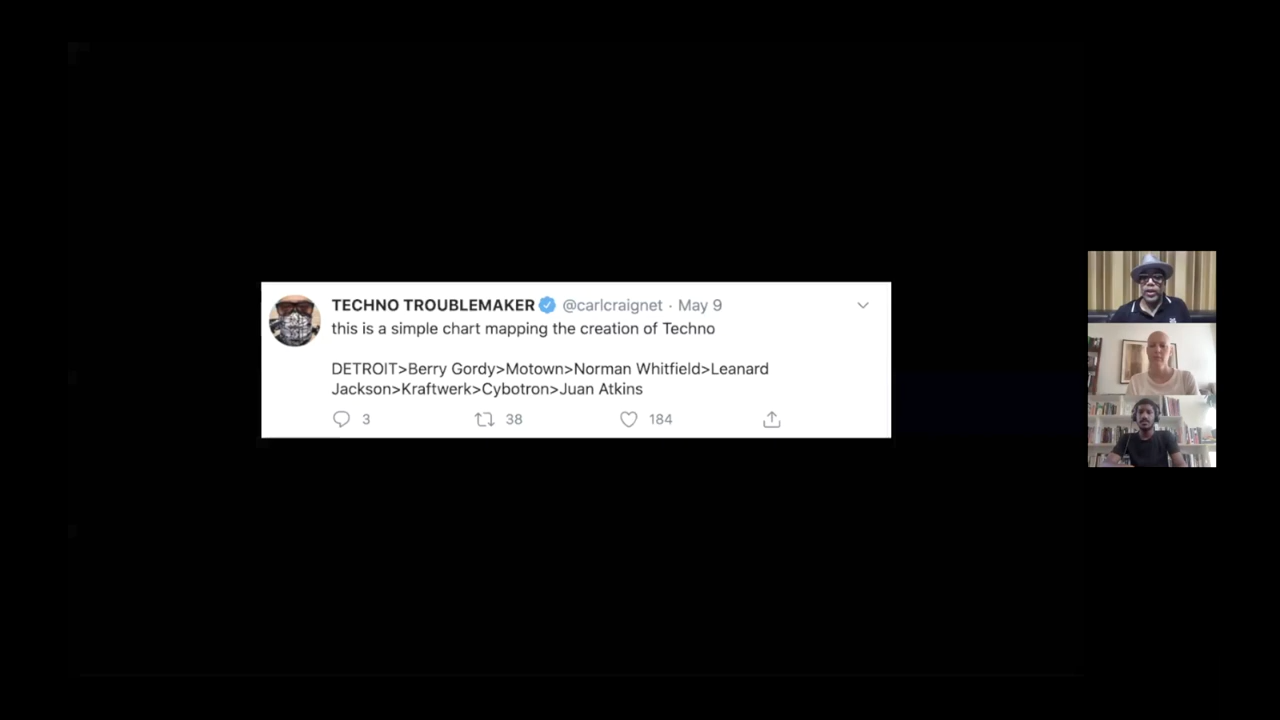 TECHNO TROUBLEMAKER @carlcraignet · May 9
this is a simple chart mapping the creation of Techno
DETROIT>Berry Gordy>Motown>Norman Whitfield>Leanard
Jackson>Kraftwerk>Cybotron>Juan Atkins
3 38 184